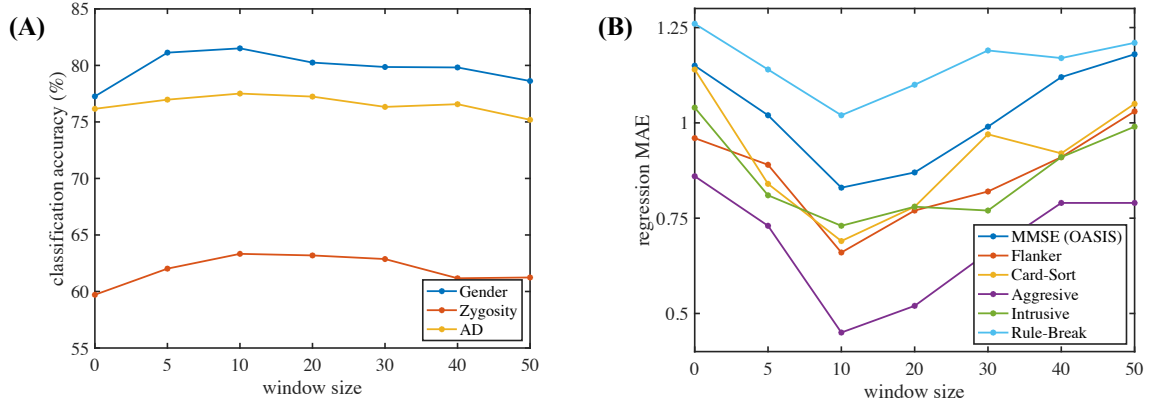 (A)
classification accuracy (%)
85
80
75
70
65
60
55
0 5 10 20 30 40 50
window size
Gender
Zygosity
AD
(B)
regression MAE
1.25
1
0.75
0.5
0 5 10 20 30 40 50
window size
MMSE (OASIS)
Flanker
Card-Sort
Aggresive
Intrusive
Rule-Break